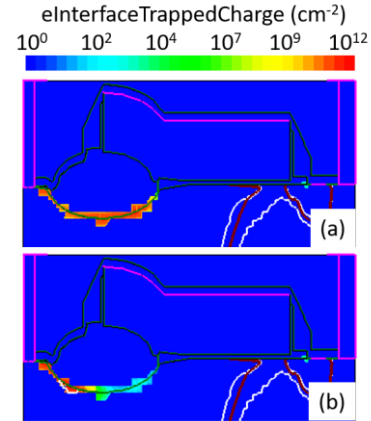 eInterfaceTrappedCharge (cm⁻²)
10⁰ 10² 10⁴ 10⁷ 10⁹ 10¹²
(a)
(b)